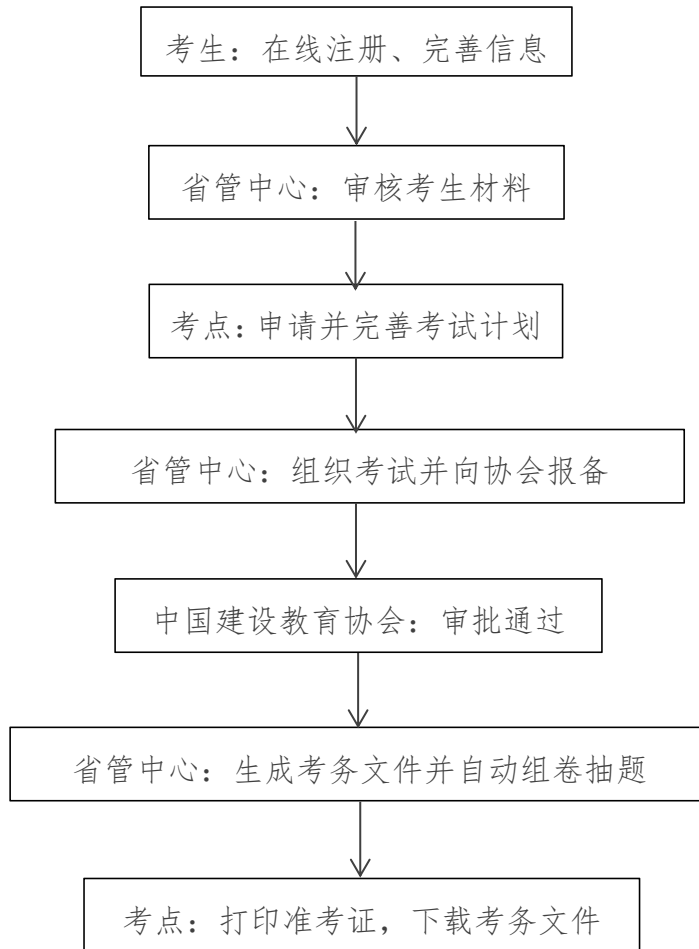 考生：在线注册、完善信息
省管中心：审核考生材料
考点：申请并完善考试计划
省管中心：组织考试并向协会报备
中国建设教育协会：审批通过
省管中心：生成考务文件并自动组卷抽题
考点：打印准考证，下载考务文件